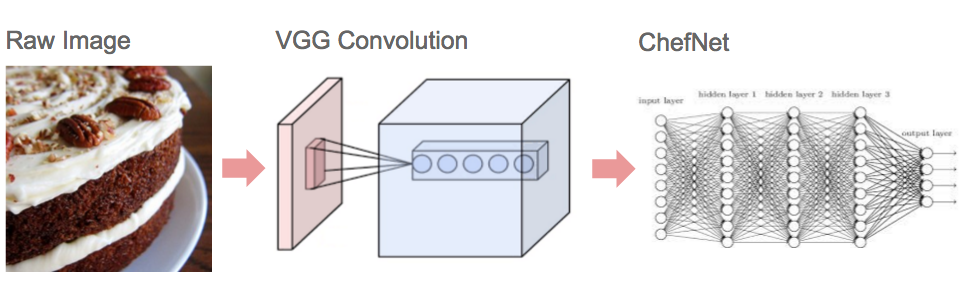 Raw Image
VGG Convolution
ChefNet
hidden layer 1 hidden layer 2 hidden layer 3
input layer
output layer